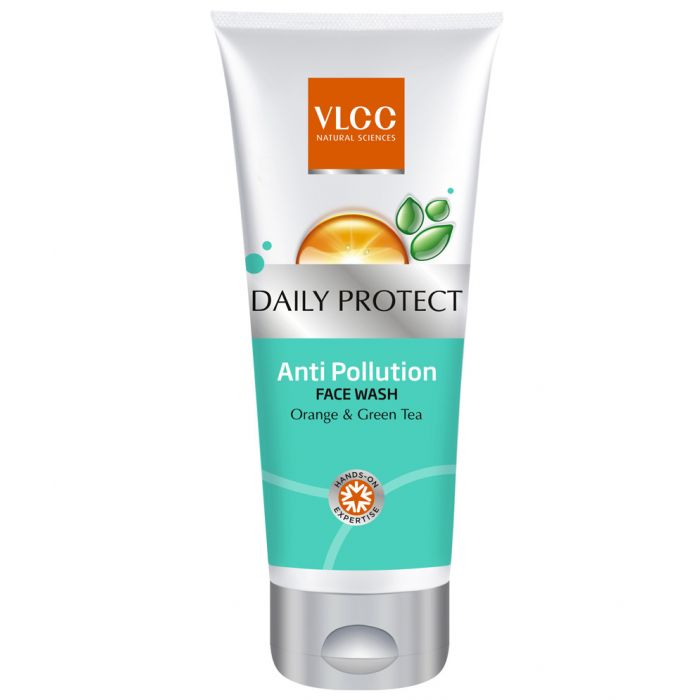 VLCC
NATURAL SCIENCES
DAILY PROTECT
Anti Pollution
FACE WASH
Orange & Green Tea
HANDS-ON
EXPERTISE